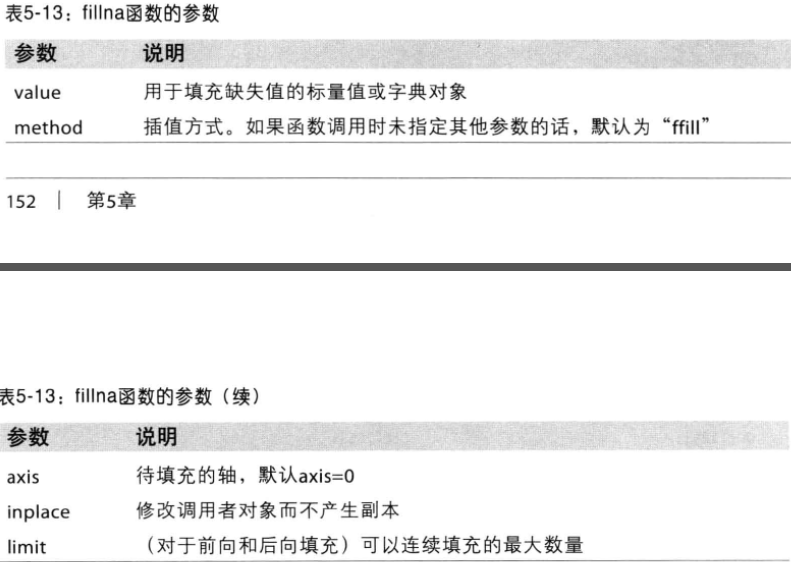 表5-13：fillna函数的参数
参数 说明
value 用于填充缺失值的标量值或字典对象
method 插值方式。如果函数调用时未指定其他参数的话，默认为“ffill”
152 | 第5章
表5-13：fillna函数的参数（续）
参数 说明
axis 待填充的轴，默认axis=0
inplace 修改调用者对象而不产生副本
limit （对于前向和后向填充）可以连续填充的最大数量